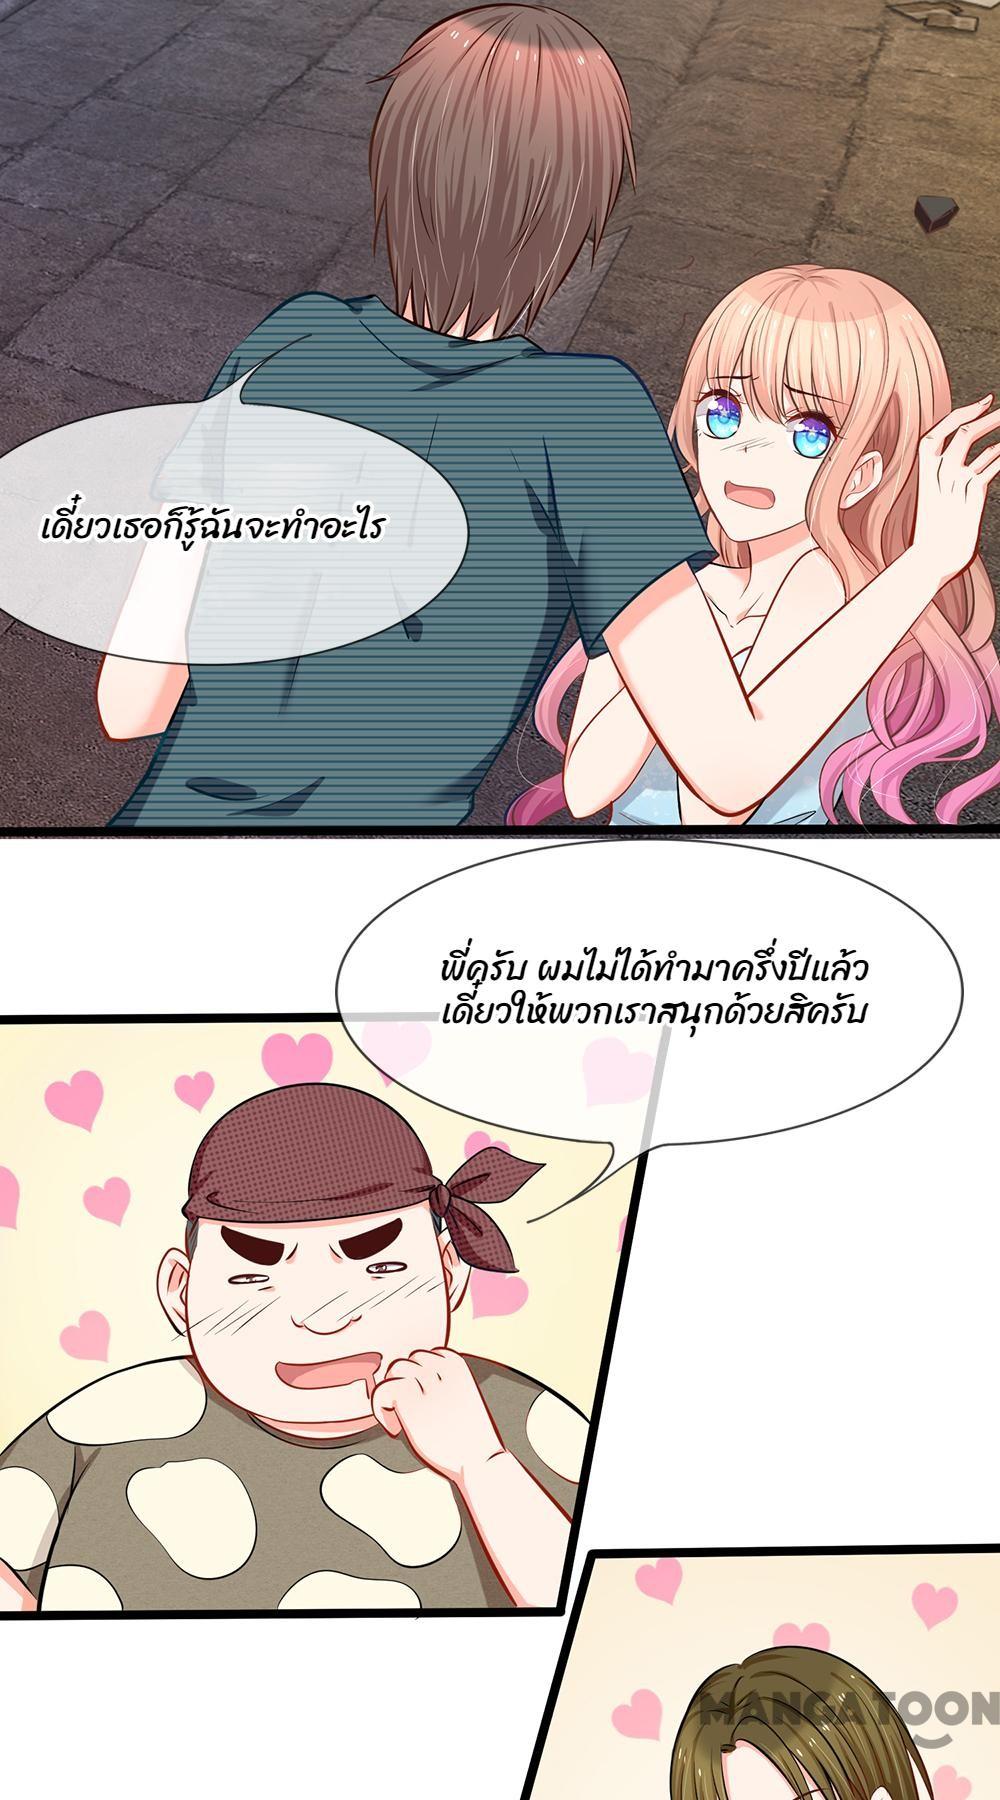 เดี๋ยวเธอก็รู้ฉันจะทำอะไร
พี่ครับ ผมไม่ได้ทำมาครึ่งปีแล้ว
เดี๋ยวให้พวกเราสนุกด้วยสิครับ
MANGATOON